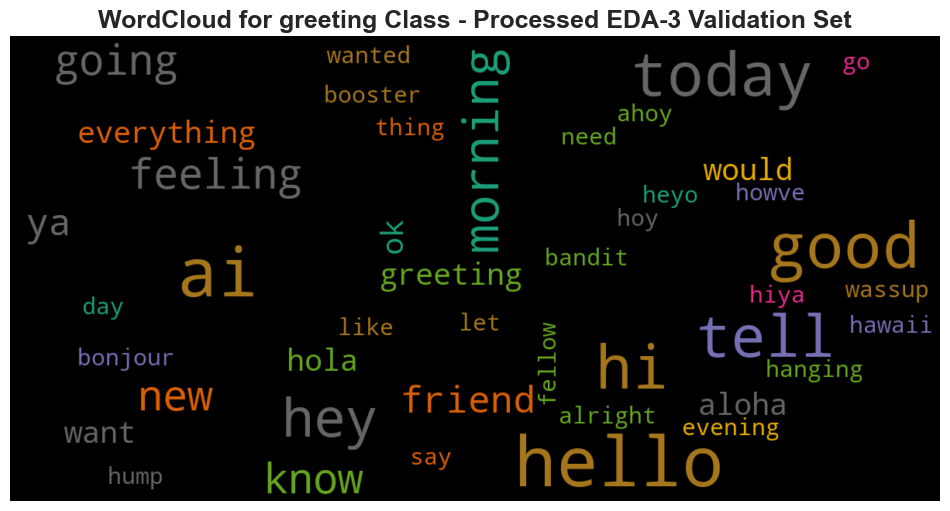 WordCloud for greeting Class - Processed EDA-3 Validation Set
going
wanted
morning
today
go
booster
everything
thing
ahoy
need
feeling
would
heyo
howve
ya
ok
hoy
good
ai
greeting
bandit
hiya
wassup
day
like
let
tell
hawaii
bonjour
hola
fellow
hi
hanging
new
hey
friend
alright
aloha
want
evening
say
hello
hump
know